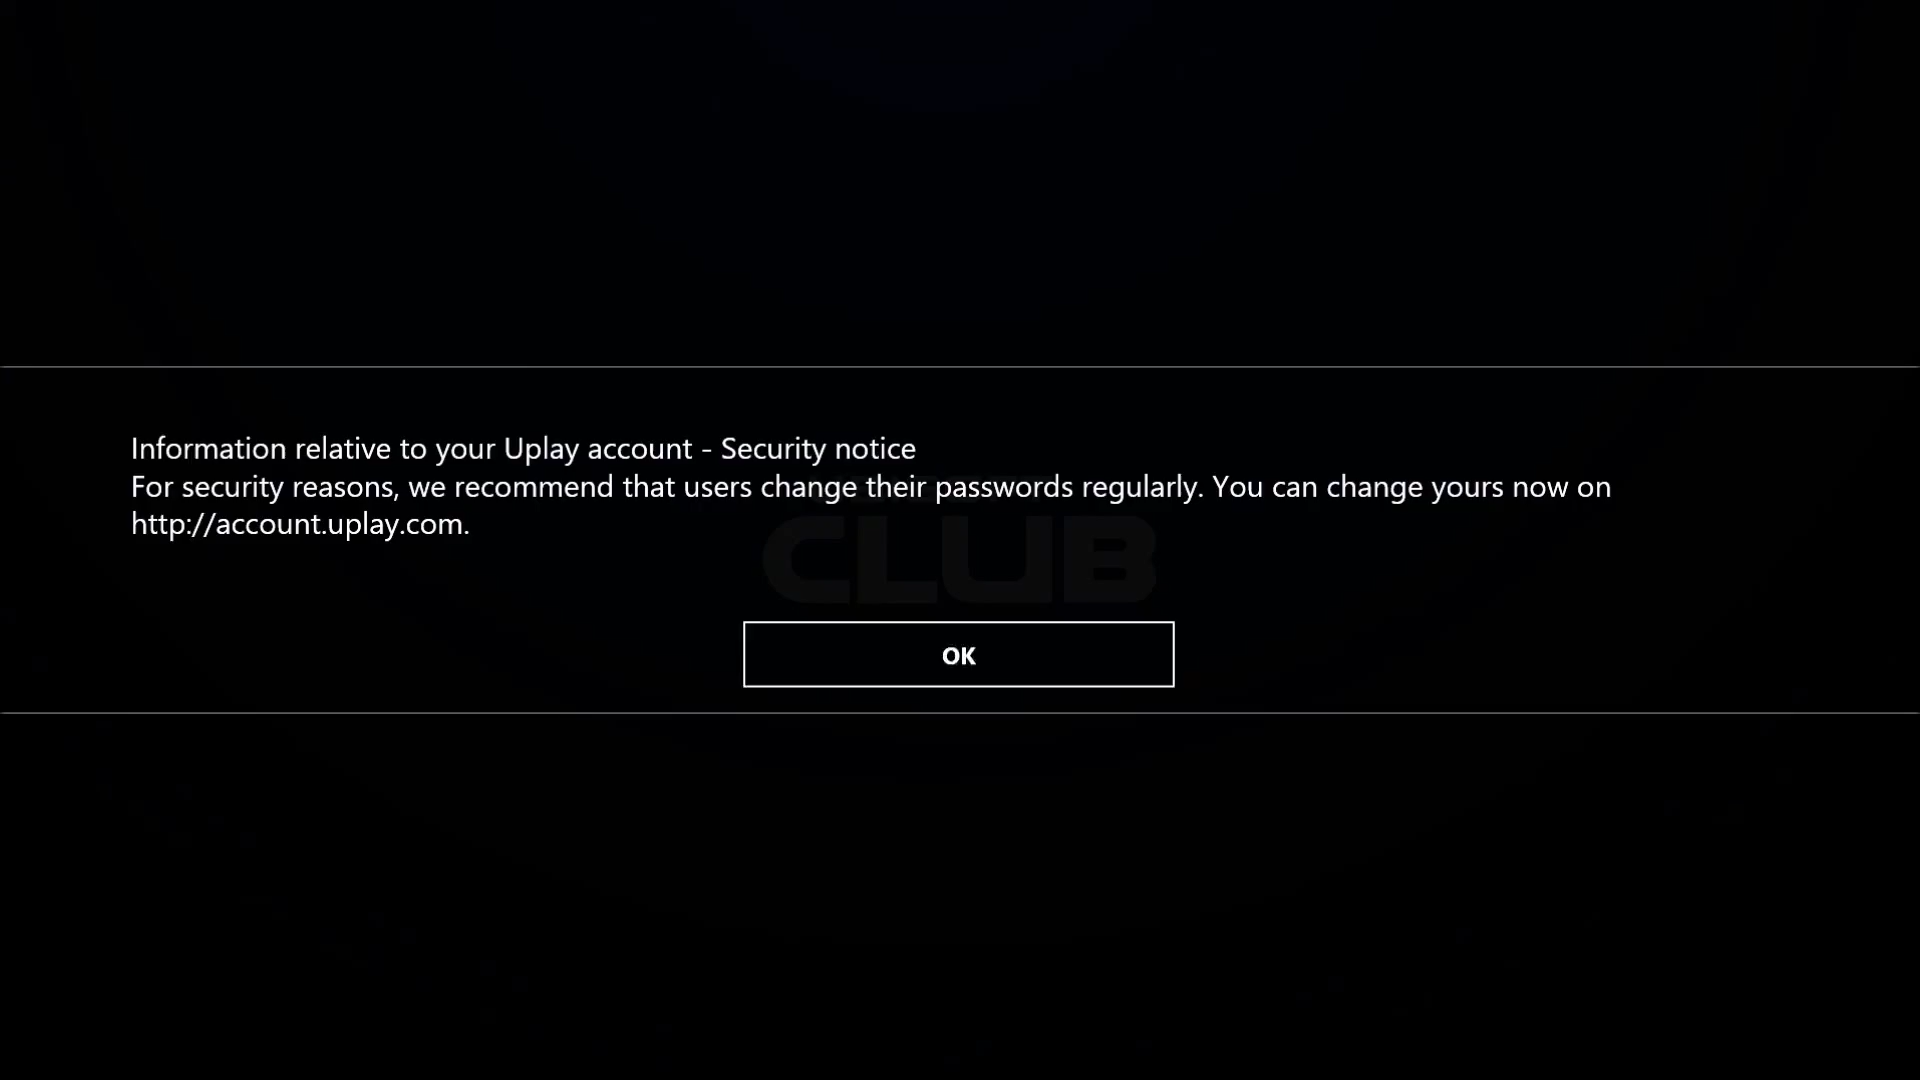 Information relative to your Uplay account - Security notice
For security reasons, we recommend that users change their passwords regularly. You can change yours now on
http://account.uplay.com.
CLUB
OK